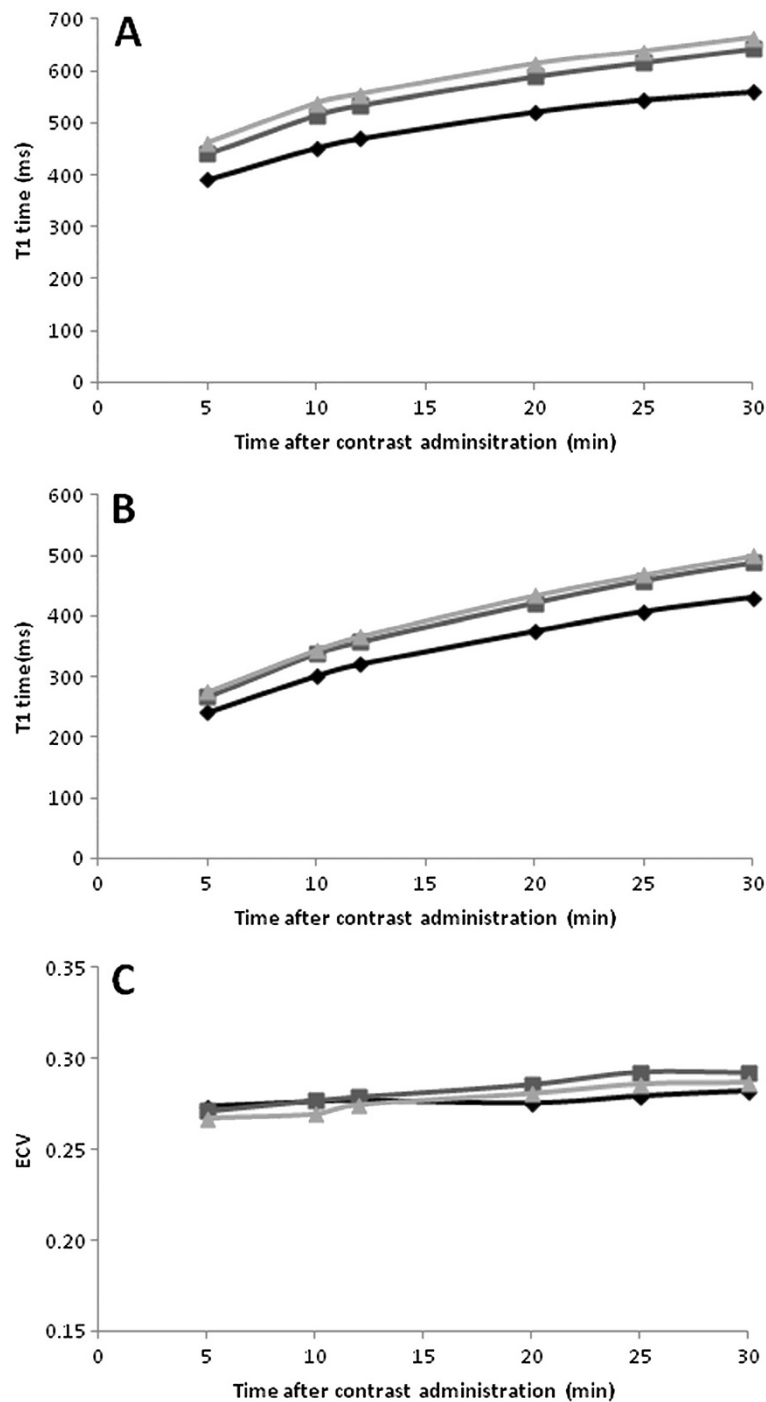 A
700
600
500
400
300
200
100
0
T1 time (ms)
0 5 10 15 20 25 30
Time after contrast adminsitration (min)
B
600
500
400
300
200
100
0
T1 time(ms)
0 5 10 15 20 25 30
Time after contrast administration (min)
C
0.35
0.30
0.25
0.20
0.15
ECV
0 5 10 15 20 25 30
Time after contrast administration (min)